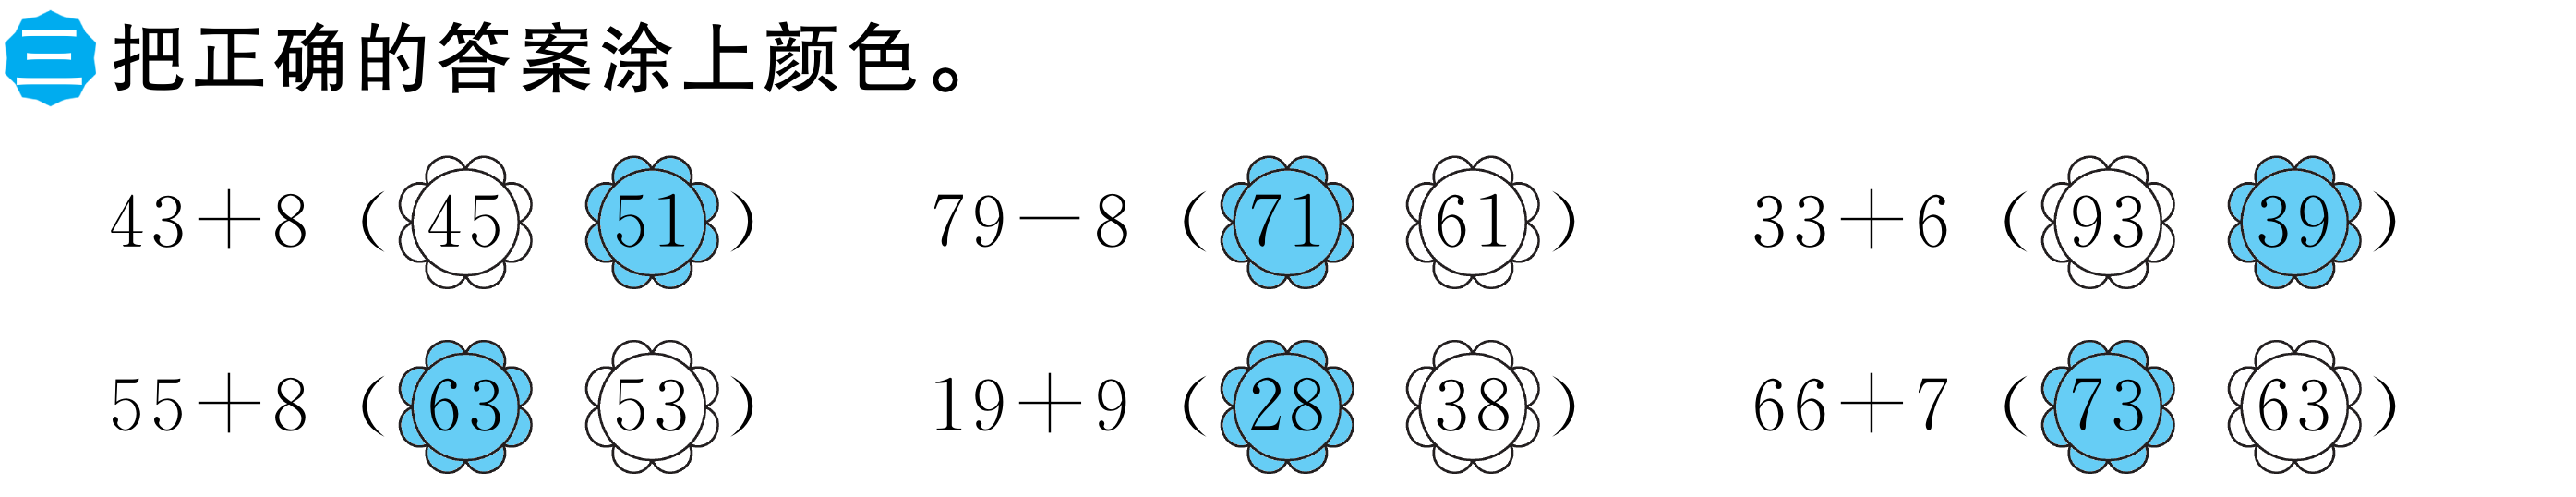 三 把正确的答案涂上颜色。
43＋8 （45 51） 79－8 （71 61） 33＋6 （93 39）
55＋8 （63 53） 19＋9 （28 38） 66＋7 （73 63）